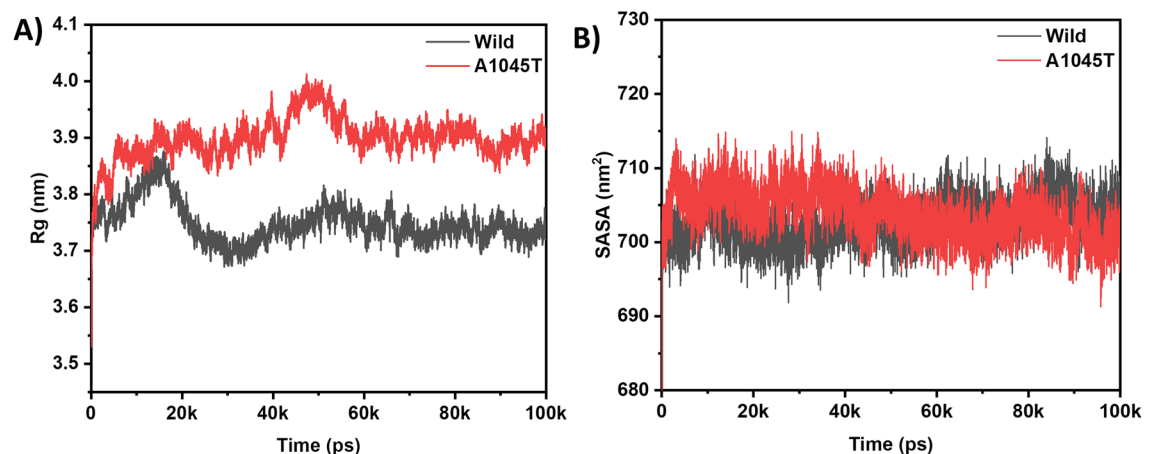 A)
4.1
4.0
3.9
3.8
3.7
3.6
3.5
Rg (nm)
Wild
A1045T
0 20k 40k 60k 80k 100k
Time (ps)
B)
730
720
710
700
690
680
SASA (nm²)
Wild
A1045T
0 20k 40k 60k 80k 100k
Time (ps)